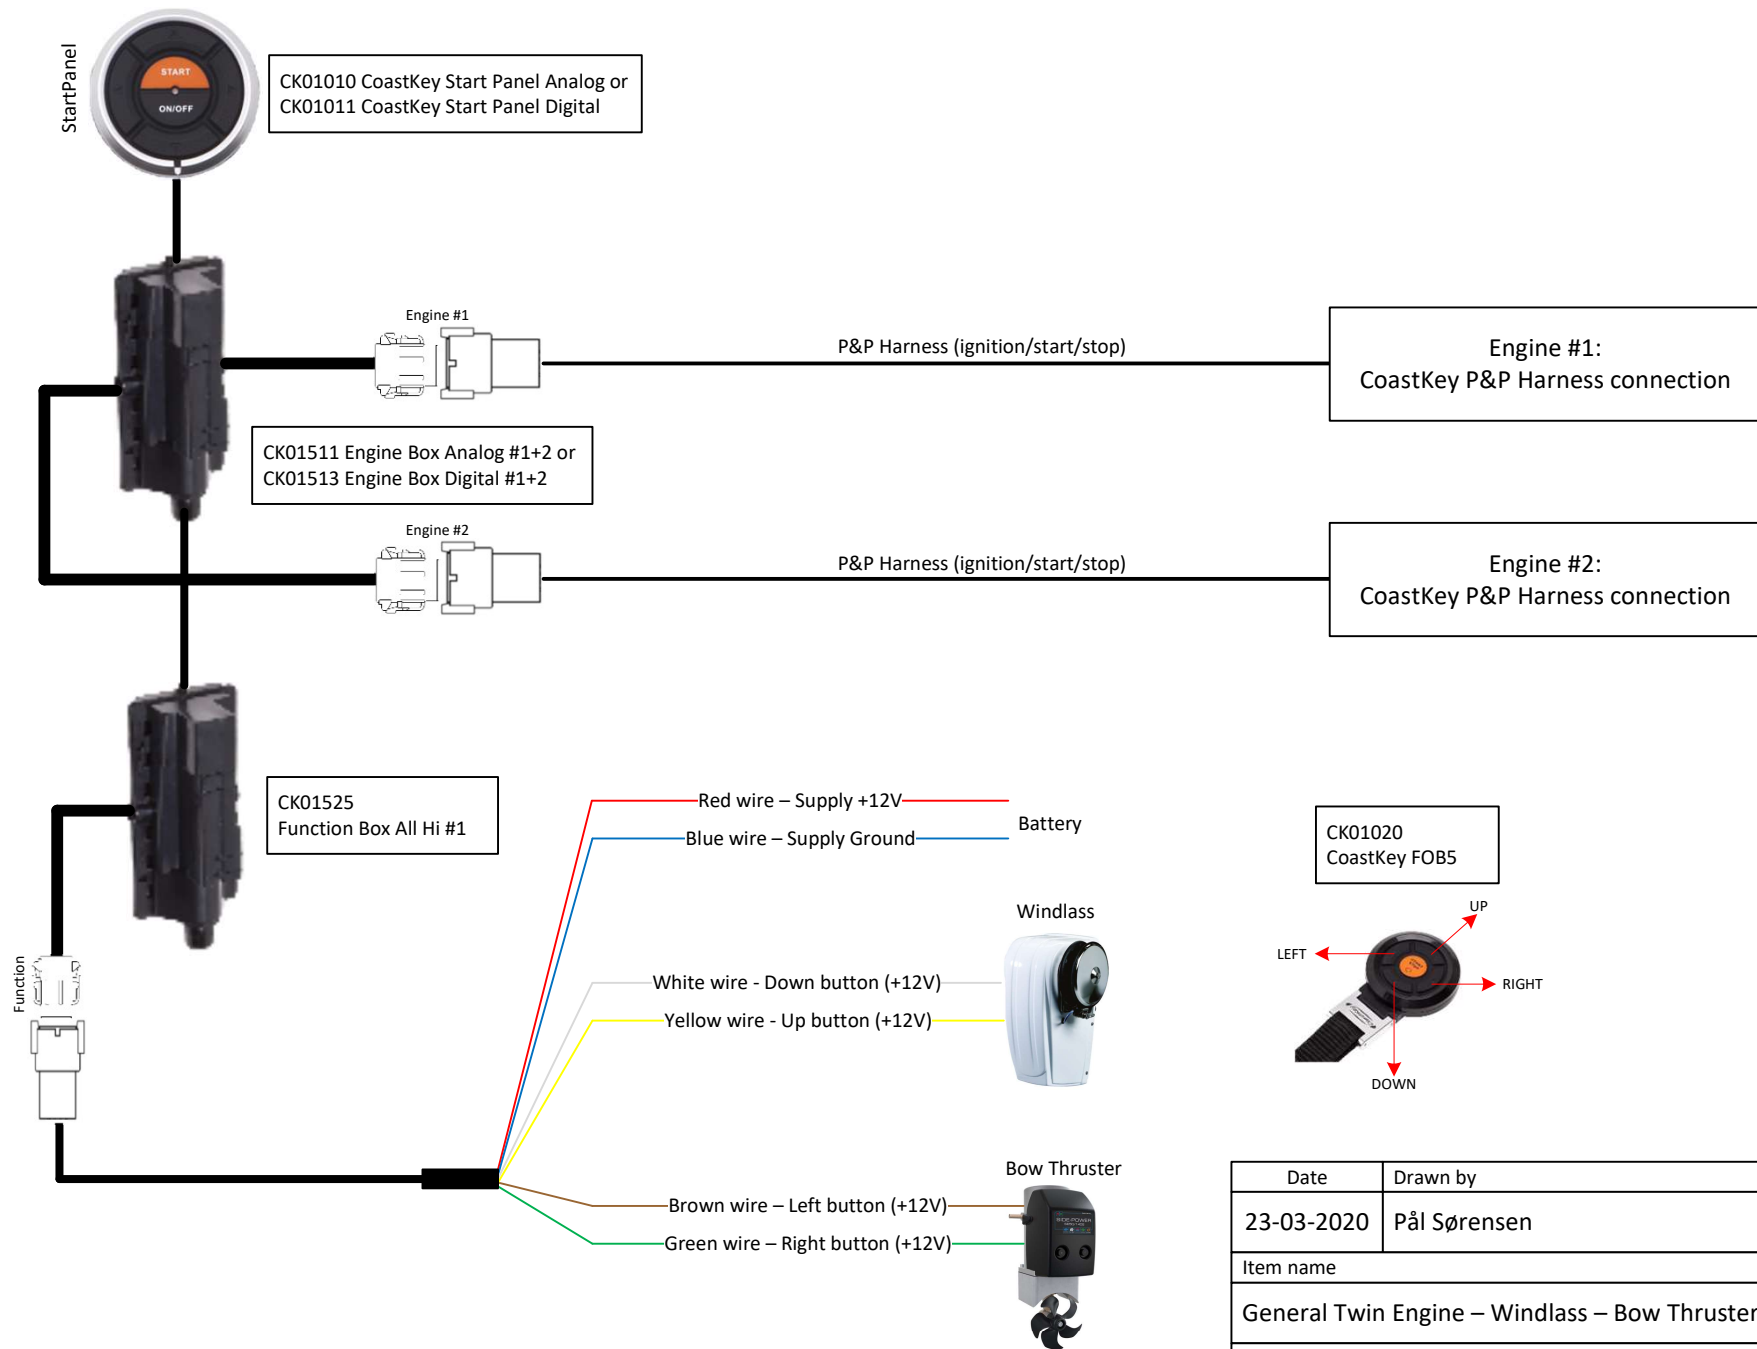 StartPanel
START
ON/OFF
CK01010 CoastKey Start Panel Analog or
CK01011 CoastKey Start Panel Digital
Engine #1
P&P Harness (ignition/start/stop)
Engine #1:
CoastKey P&P Harness connection
CK01511 Engine Box Analog #1+2 or
CK01513 Engine Box Digital #1+2
Engine #2
P&P Harness (ignition/start/stop)
Engine #2:
CoastKey P&P Harness connection
CK01525
Function Box All Hi #1
Function
Red wire – Supply +12V
Blue wire – Supply Ground
Battery
Windlass
White wire - Down button (+12V)
Yellow wire - Up button (+12V)
CK01020
CoastKey FOB5
UP
LEFT
RIGHT
DOWN
Bow Thruster
Brown wire – Left button (+12V)
Green wire – Right button (+12V)
SIDE-POWER
Date
Drawn by
23-03-2020
Pål Sørensen
Item name
General Twin Engine – Windlass – Bow Thruster